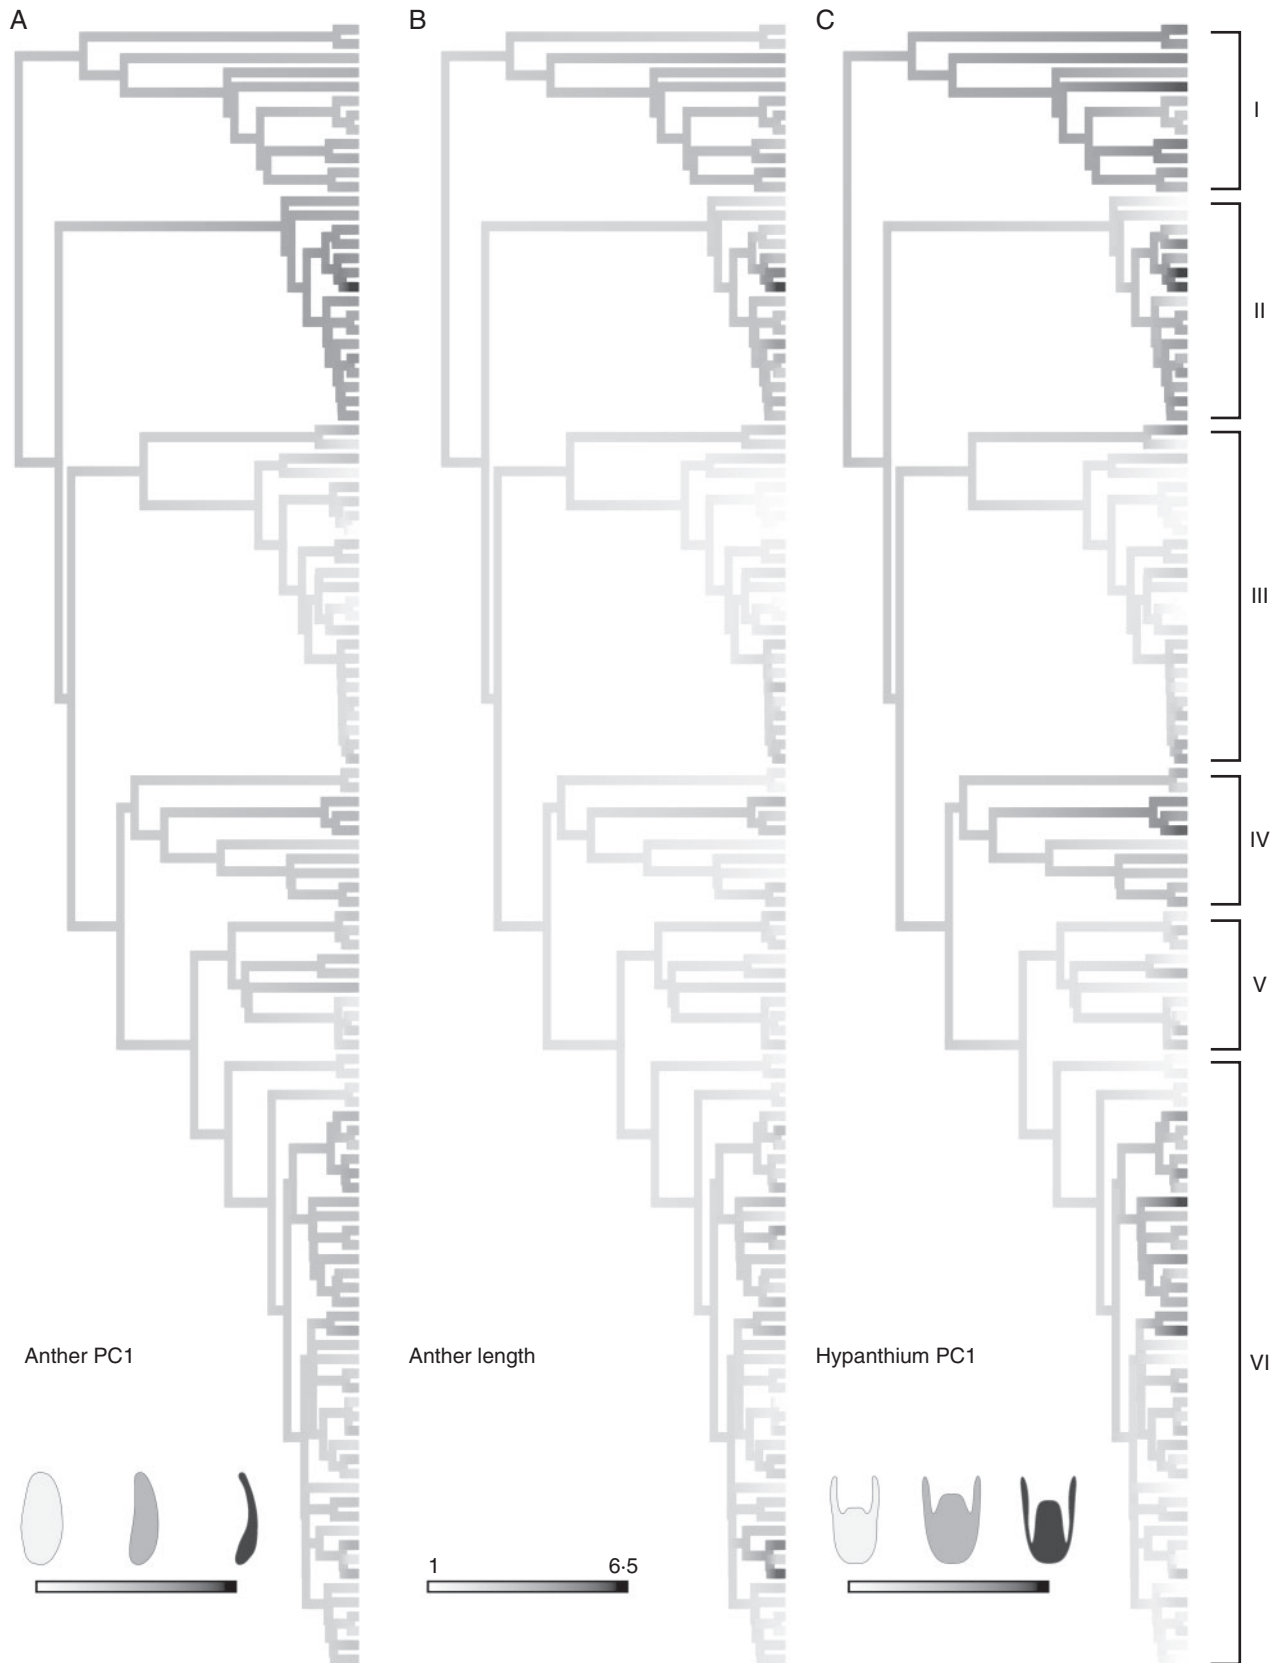 A
B
C
I
II
III
IV
V
VI
Anther PC1
Anther length
Hypanthium PC1
1 6·5